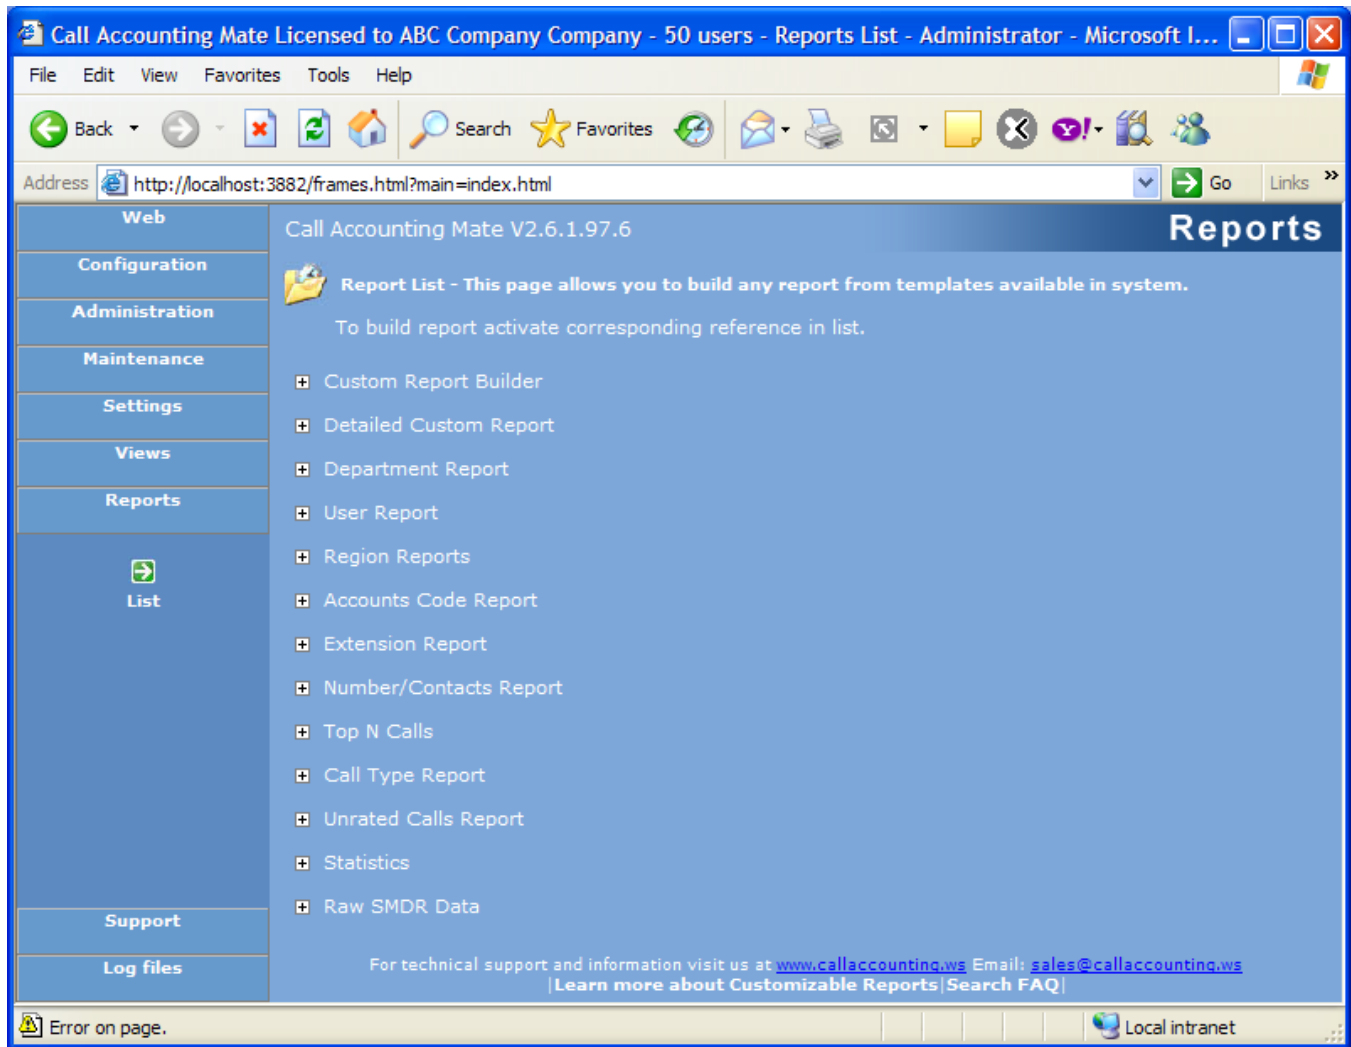 Call Accounting Mate Licensed to ABC Company Company - 50 users - Reports List - Administrator - Microsoft I...
File Edit View Favorites Tools Help
Back Search Favorites
Address http://localhost:3882/frames.html?main=index.html Go Links »
Web
Configuration
Administration
Maintenance
Settings
Views
Reports
List
Support
Log files
Call Accounting Mate V2.6.1.97.6 Reports
Report List - This page allows you to build any report from templates available in system.
To build report activate corresponding reference in list.
Custom Report Builder
Detailed Custom Report
Department Report
User Report
Region Reports
Accounts Code Report
Extension Report
Number/Contacts Report
Top N Calls
Call Type Report
Unrated Calls Report
Statistics
Raw SMDR Data
For technical support and information visit us at www.callaccounting.ws Email: sales@callaccounting.ws
|Learn more about Customizable Reports|Search FAQ|
Error on page. Local intranet